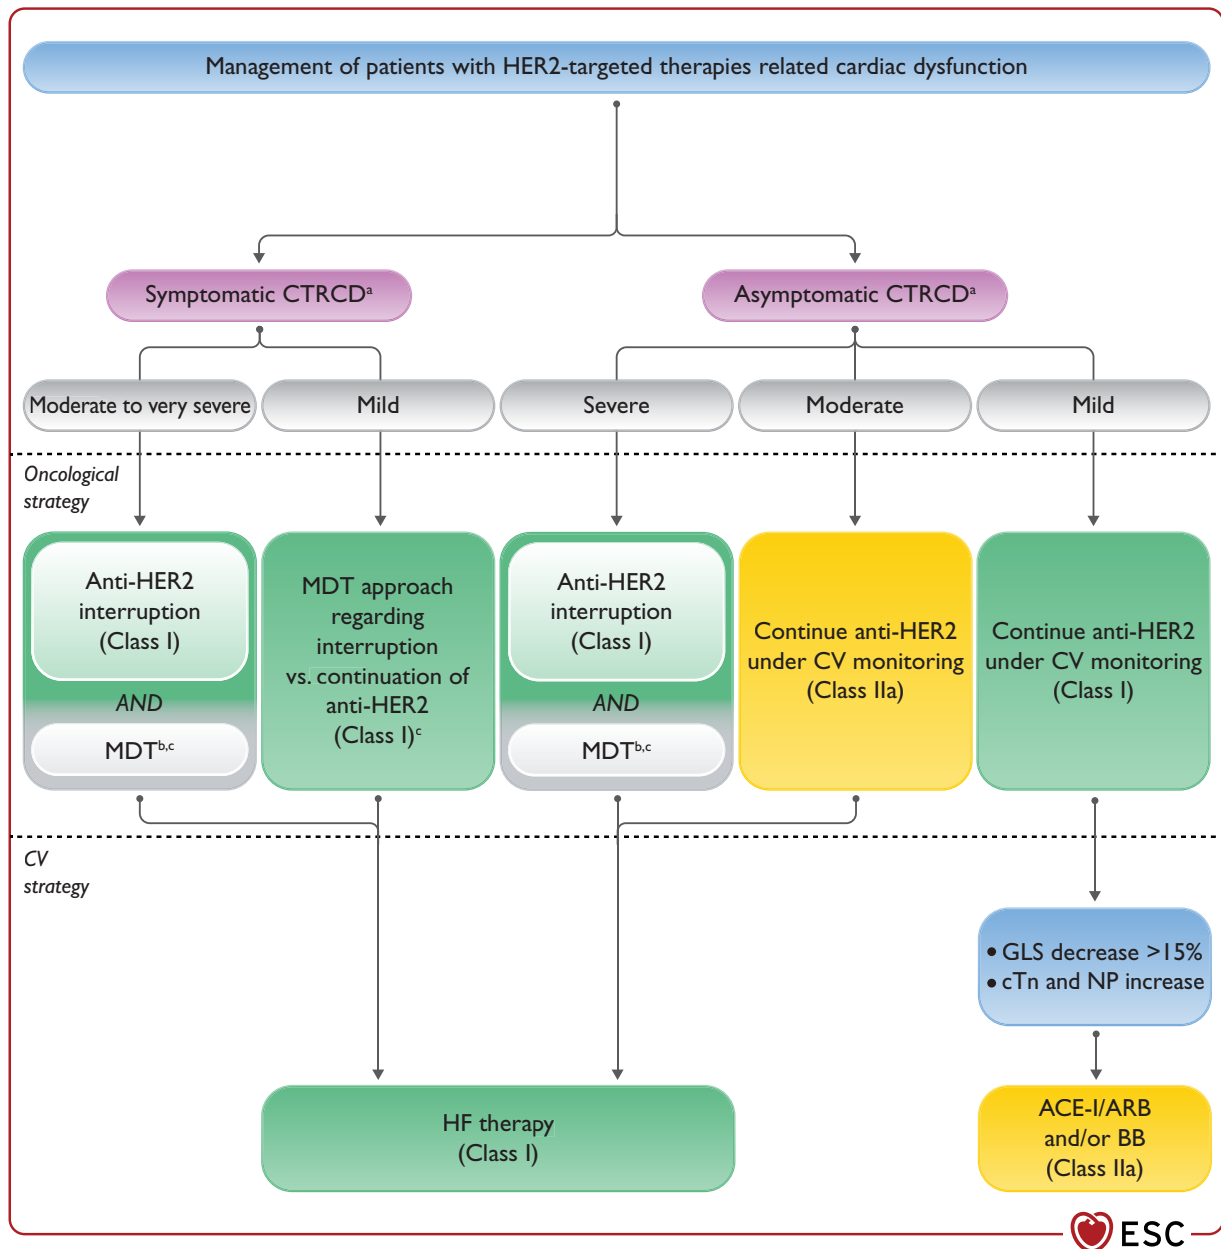 Management of patients with HER2-targeted therapies related cardiac dysfunction
Symptomatic CTRCDᵃ
Asymptomatic CTRCDᵃ
Moderate to very severe
Mild
Severe
Moderate
Mild
Oncological
strategy
Anti-HER2
interruption
(Class I)
AND
MDTᵇ,ᶜ
MDT approach
regarding
interruption
vs. continuation of
anti-HER2
(Class I)ᶜ
Anti-HER2
interruption
(Class I)
AND
MDTᵇ,ᶜ
Continue anti-HER2
under CV monitoring
(Class IIa)
Continue anti-HER2
under CV monitoring
(Class I)
CV
strategy
• GLS decrease >15%
• cTn and NP increase
HF therapy
(Class I)
ACE-I/ARB
and/or BB
(Class IIa)
ESC